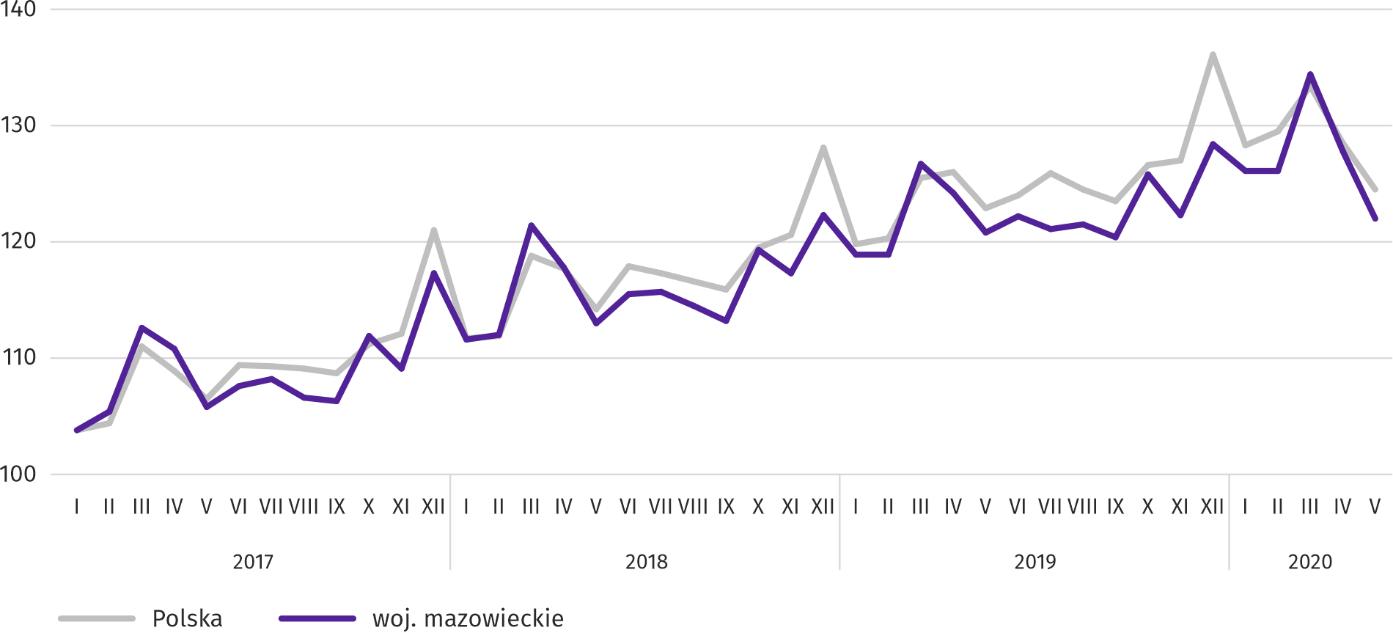 140
130
120
110
100
I II III IV V VI VII VIII IX X XI XII I II III IV V VI VII VIII IX X XI XII I II III IV V VI VII VIII IX X XI XII I II III IV V
2017 2018 2019 2020
Polska woj. mazowieckie